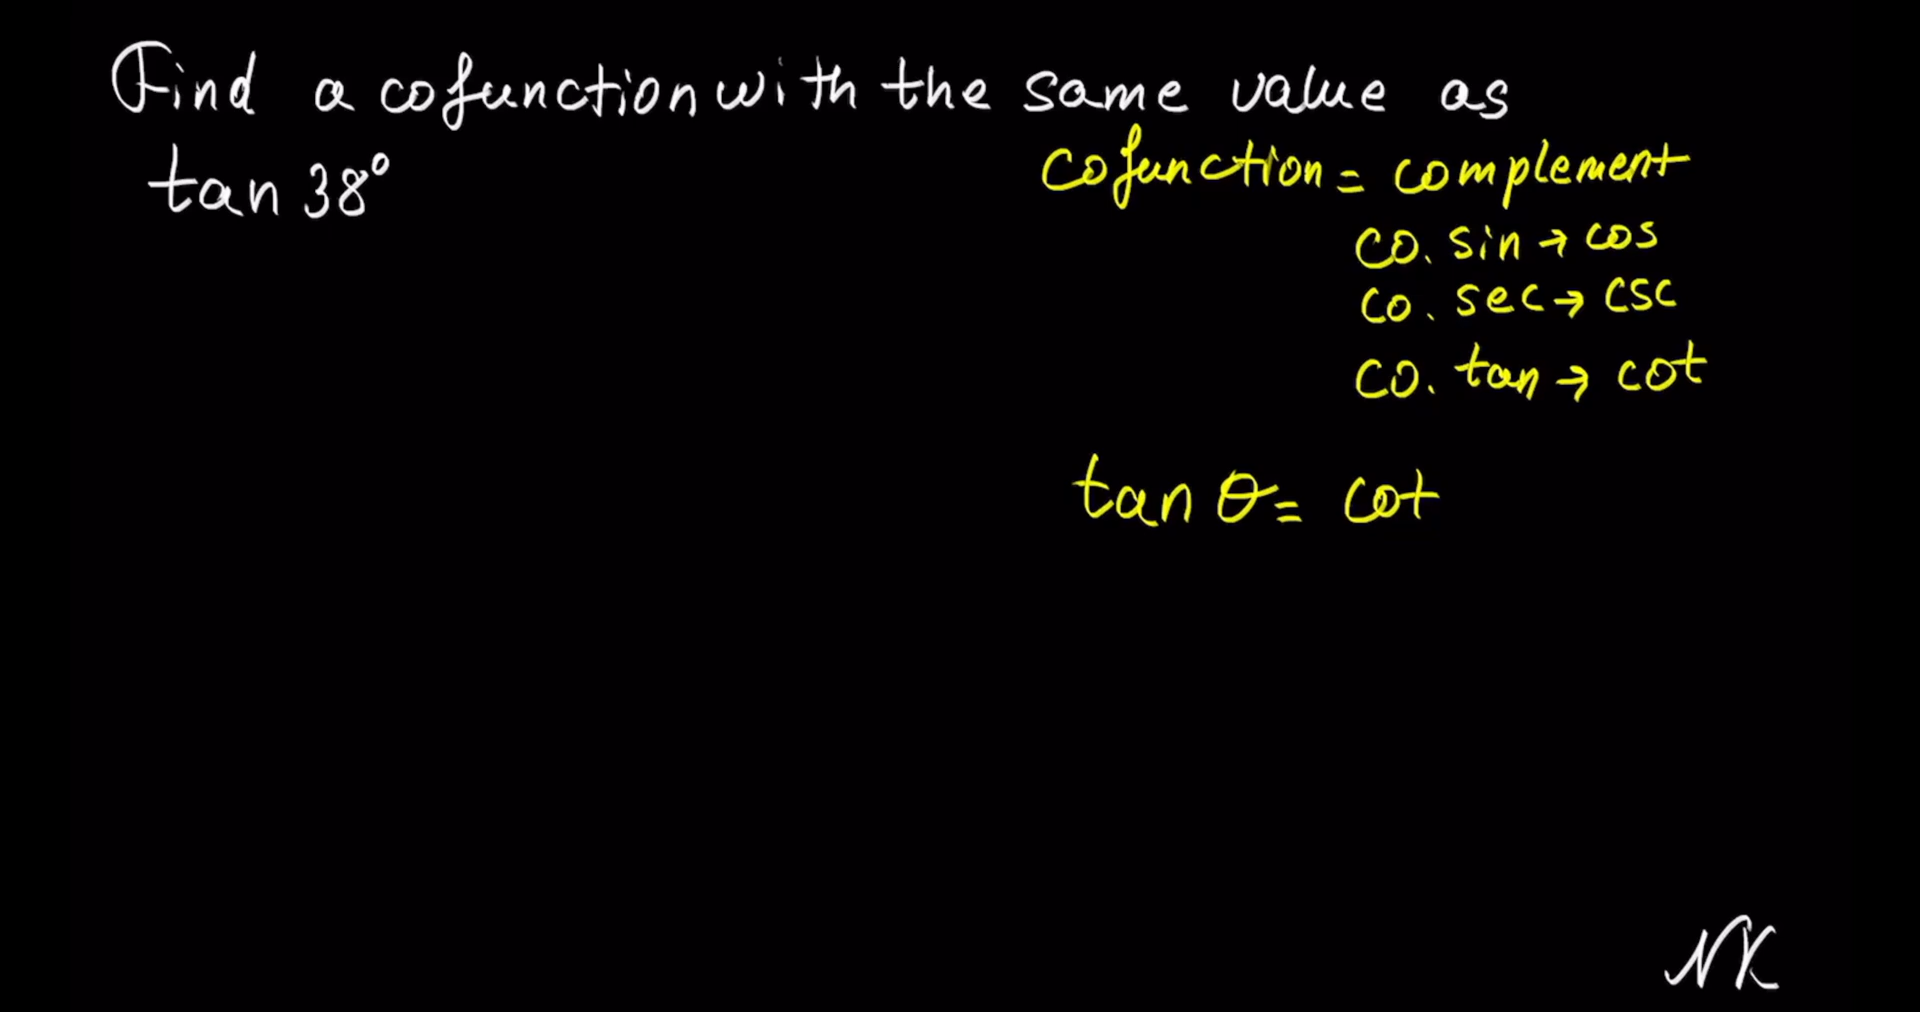 Find a cofunction with the same value as
tan 38°
cofunction = complement
co. sin → cos
co. sec → csc
co. tan → cot
tan θ = cot
NK